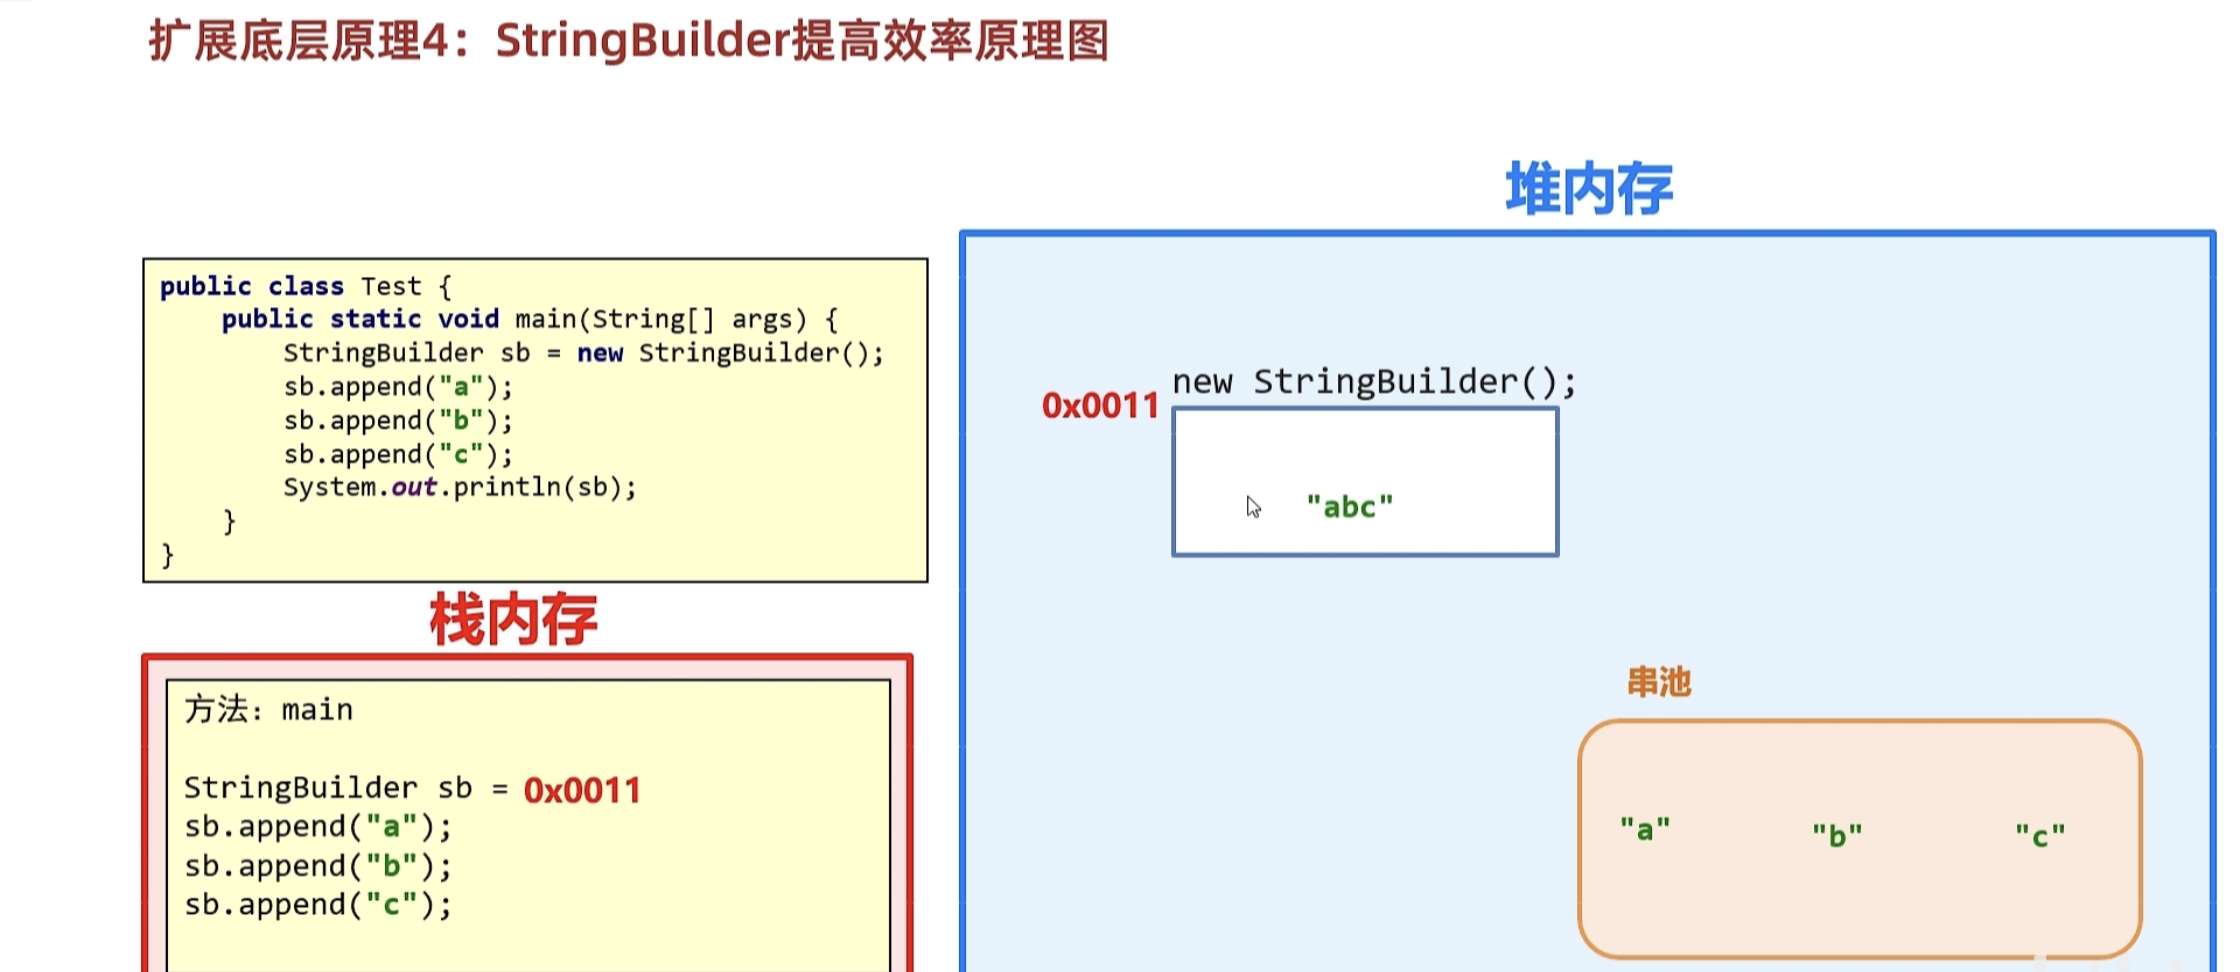 扩展底层原理4：StringBuilder提高效率原理图
堆内存
public class Test {
public static void main(String[] args) {
StringBuilder sb = new StringBuilder();
sb.append("a");
sb.append("b");
sb.append("c");
System.out.println(sb);
}
}
new StringBuilder();
0x0011
"abc"
栈内存
方法：main
StringBuilder sb = 0x0011
sb.append("a");
sb.append("b");
sb.append("c");
串池
"a" "b" "c"